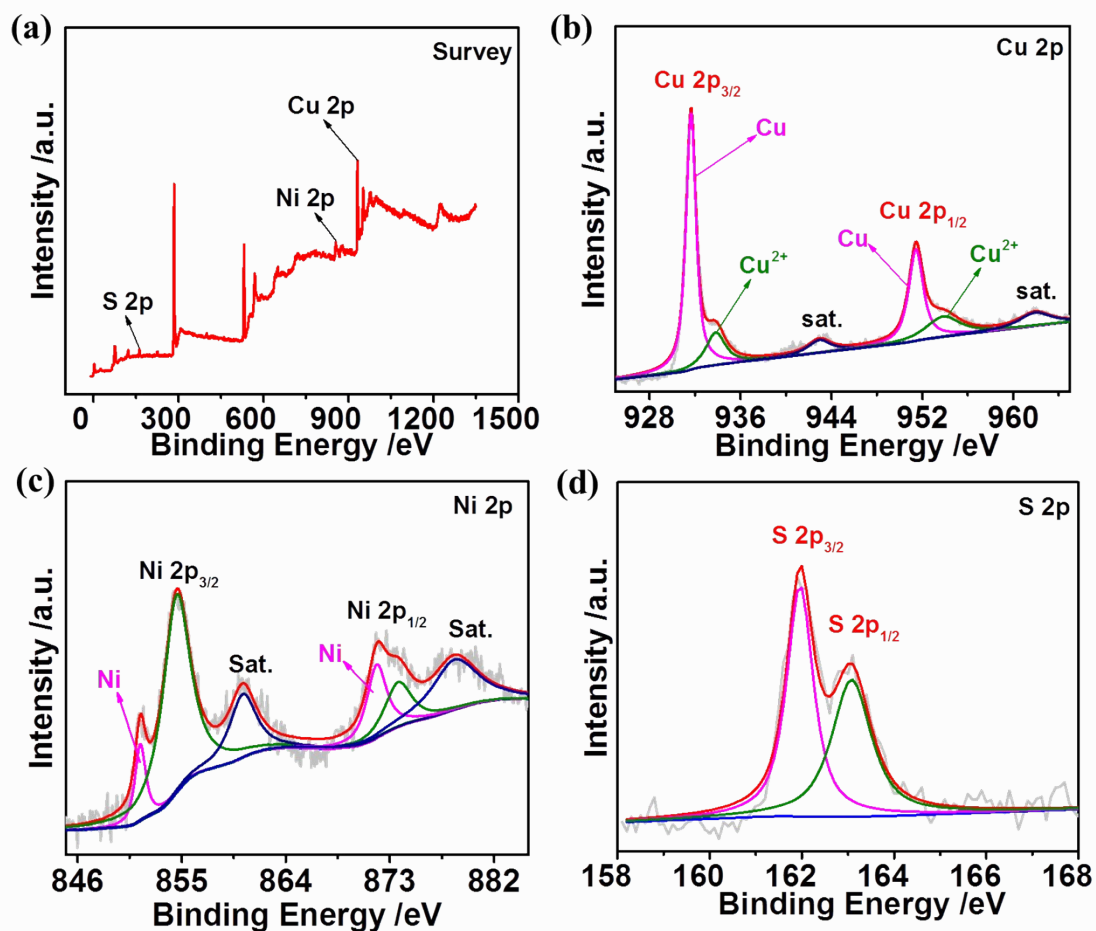 (a)
Survey
Cu 2p
Ni 2p
S 2p
Intensity /a.u.
0 300 600 900 1200 1500
Binding Energy /eV
(b)
Cu 2p
Cu 2p3/2
Cu
Cu 2p1/2
Cu
Cu2+
Cu2+
sat.
sat.
Intensity /a.u.
928 936 944 952 960
Binding Energy /eV
(c)
Ni 2p
Ni 2p3/2
Ni 2p1/2
Sat.
Sat.
Ni
Ni
Intensity /a.u.
846 855 864 873 882
Binding Energy /eV
(d)
S 2p
S 2p3/2
S 2p1/2
Intensity /a.u.
158 160 162 164 166 168
Binding Energy /eV